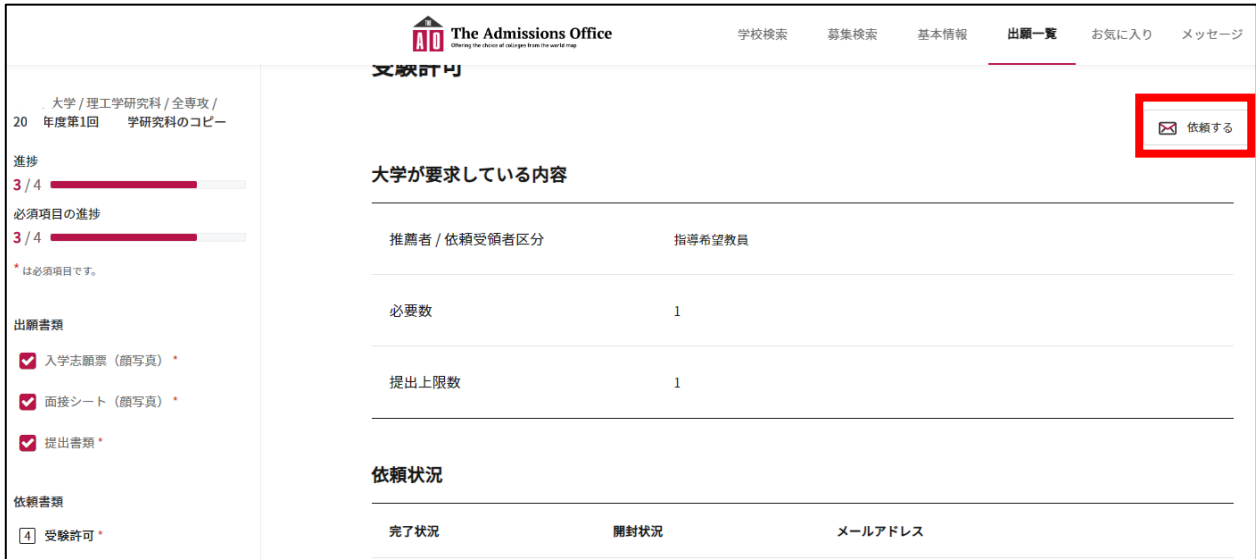 THE
AO
The Admissions Office
Offering the choice of colleges from the world map
学校検索 募集検索 基本情報 出願一覧 お気に入り メッセージ
受験許可
大学 / 理工学研究科 / 全専攻 /
20 年度第1回 学研究科のコピー
進捗
3 / 4
必須項目の進捗
3 / 4
* は必須項目です。
出願書類
入学志願票（顔写真） *
面接シート（顔写真） *
提出書類 *
依頼書類
4 受験許可 *
依頼する
大学が要求している内容
推薦者 / 依頼受領者区分 指導希望教員
必要数 1
提出上限数 1
依頼状況
完了状況 開封状況 メールアドレス